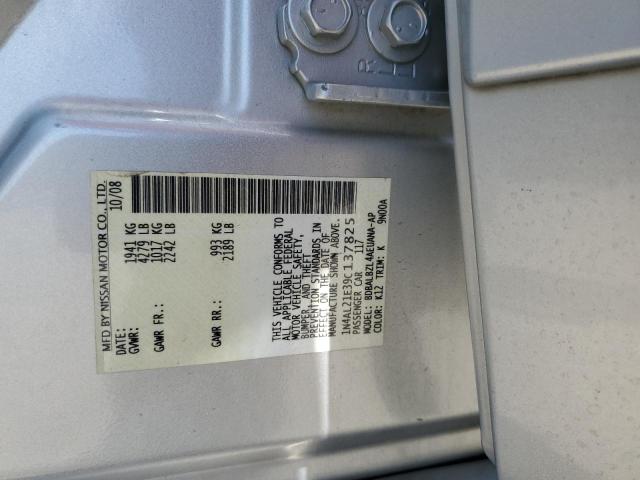 MFD BY NISSAN MOTOR CO., LTD.
DATE: 10/08
GVWR: 1941 KG
4279 LB
GAWR FR: 1017 KG
2242 LB
GAWR RR: 993 KG
2189 LB
THIS VEHICLE CONFORMS TO
ALL APPLICABLE FEDERAL
MOTOR VEHICLE SAFETY,
BUMPER, AND THEFT
PREVENTION STANDARDS IN
EFFECT ON THE DATE OF
MANUFACTURE SHOWN ABOVE.
1N4AL21E39C137825
PASSENGER CAR 117
MODEL: BDBALBZL4AEUANA-AP
COLOR: K12 TRIM: K 9N00A
R